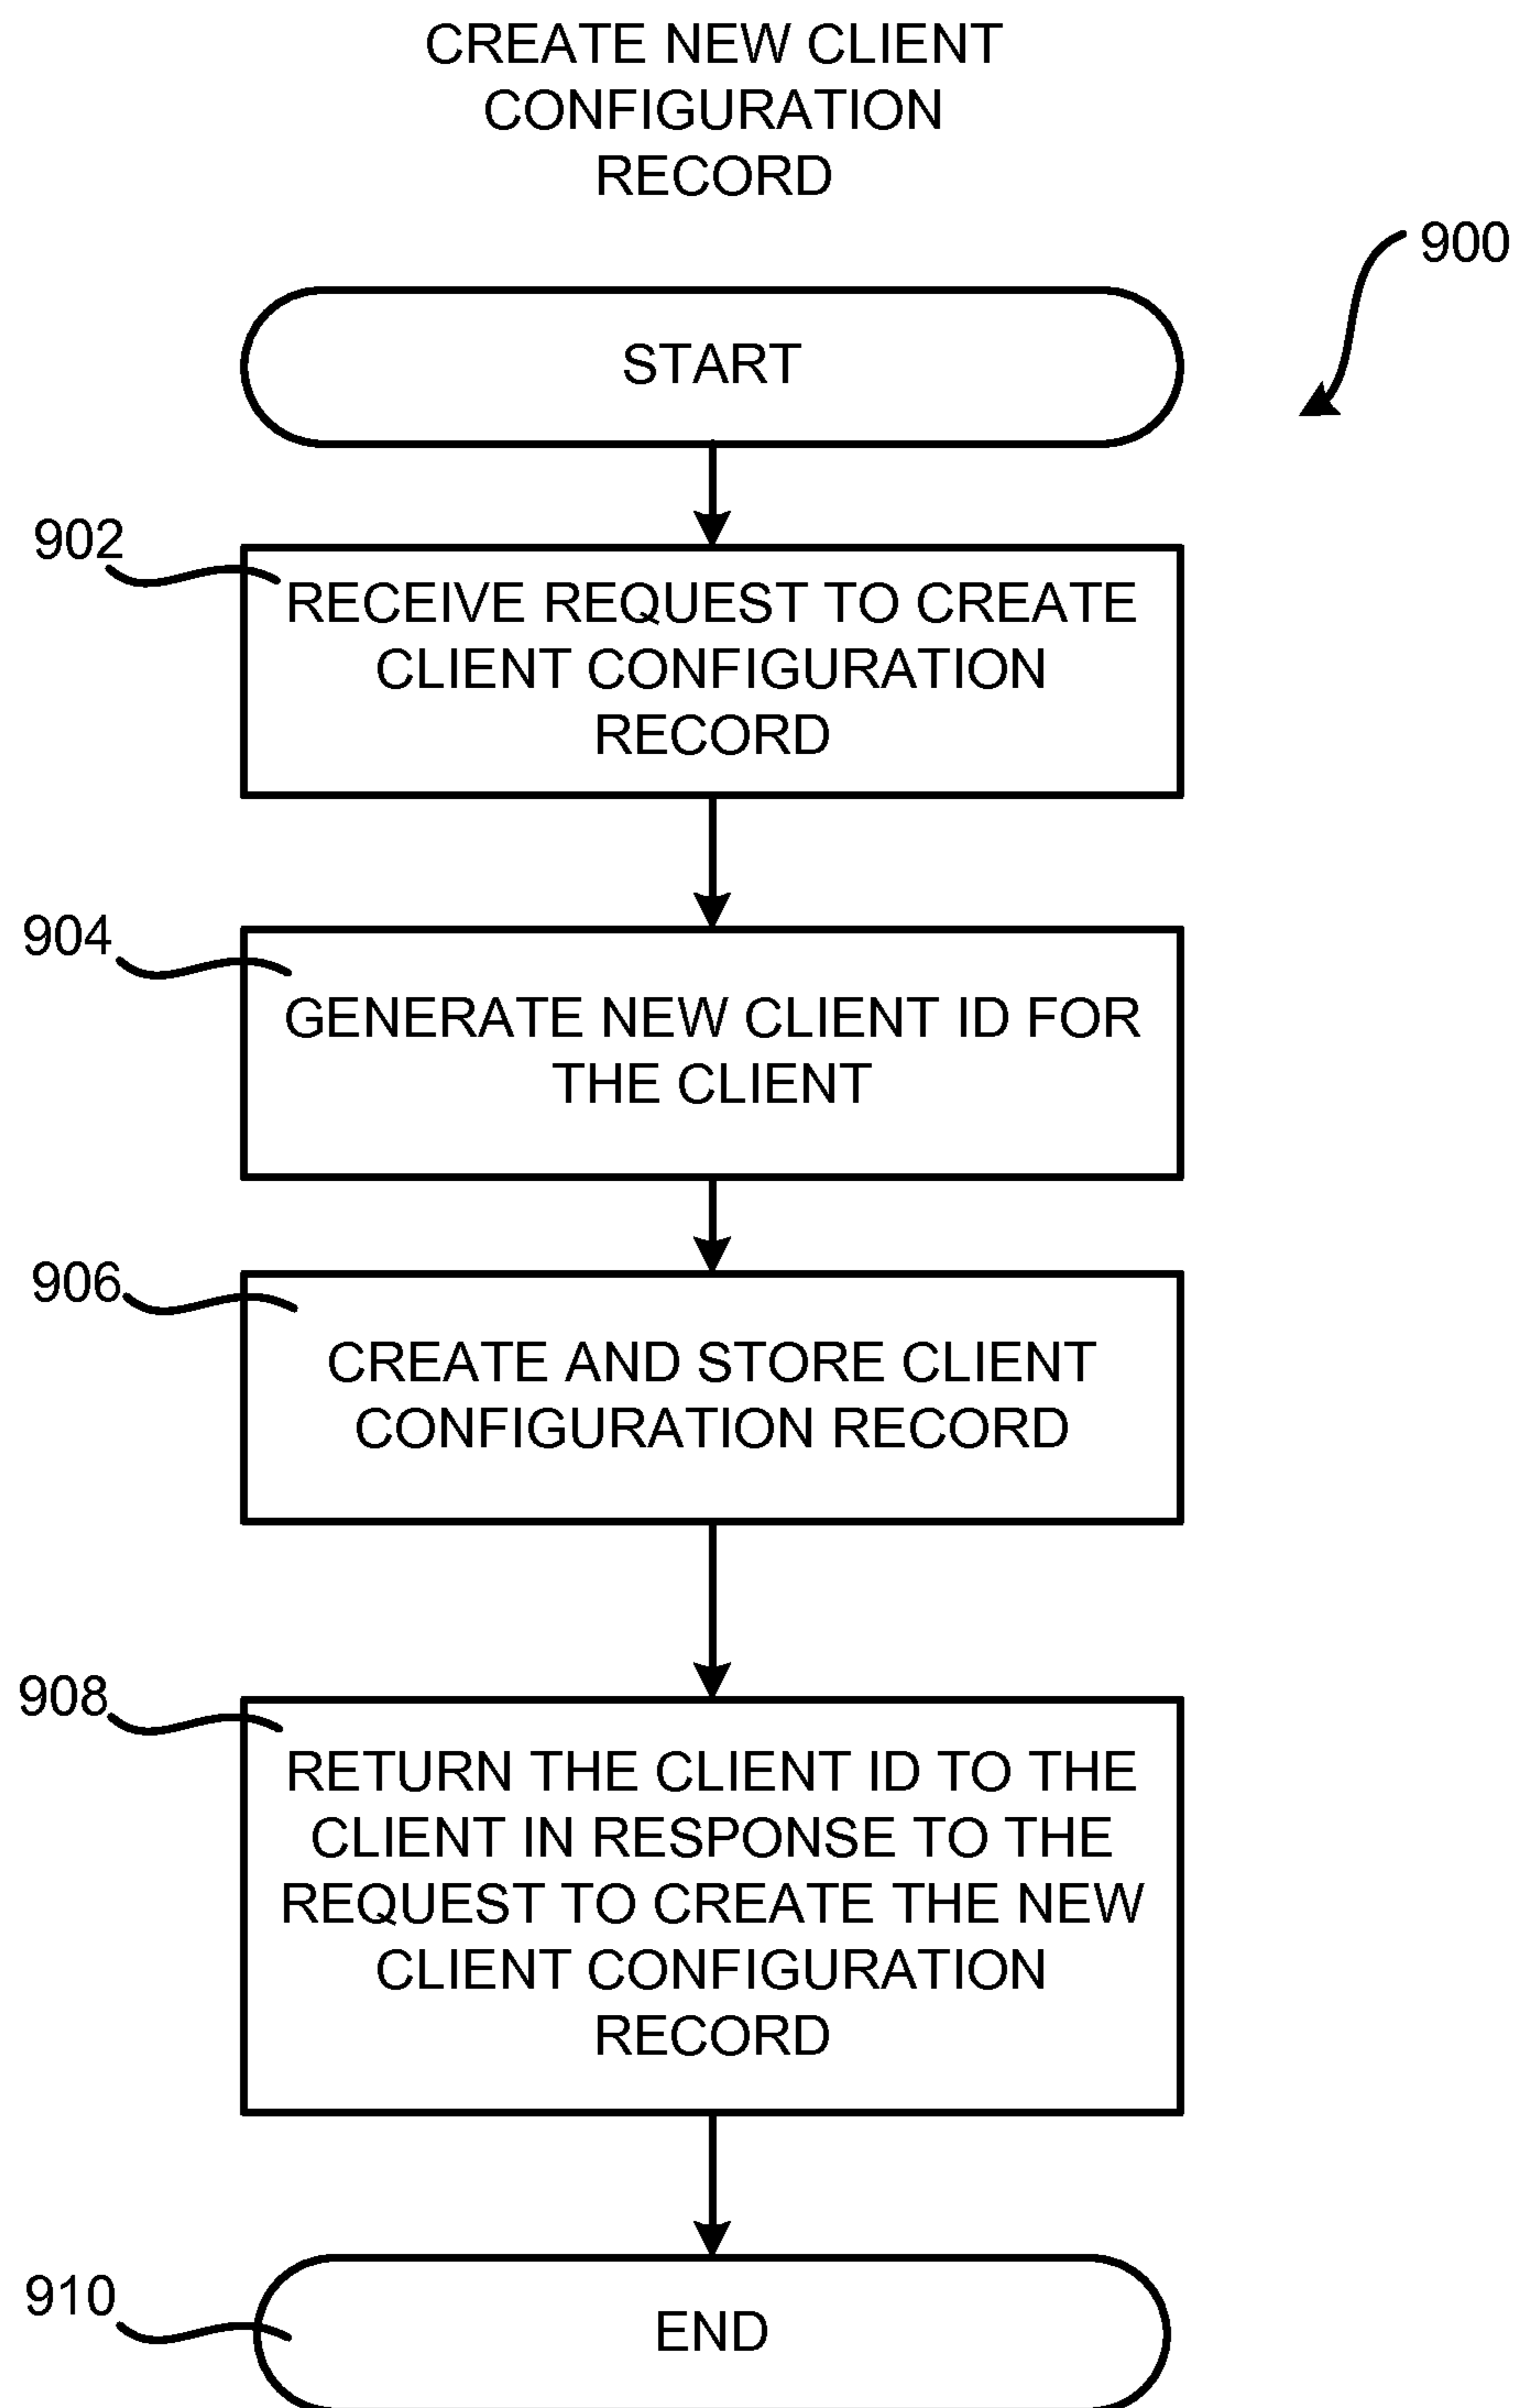 CREATE NEW CLIENT
CONFIGURATION
RECORD
900
START
902
RECEIVE REQUEST TO CREATE
CLIENT CONFIGURATION
RECORD
904
GENERATE NEW CLIENT ID FOR
THE CLIENT
906
CREATE AND STORE CLIENT
CONFIGURATION RECORD
908
RETURN THE CLIENT ID TO THE
CLIENT IN RESPONSE TO THE
REQUEST TO CREATE THE NEW
CLIENT CONFIGURATION
RECORD
910
END